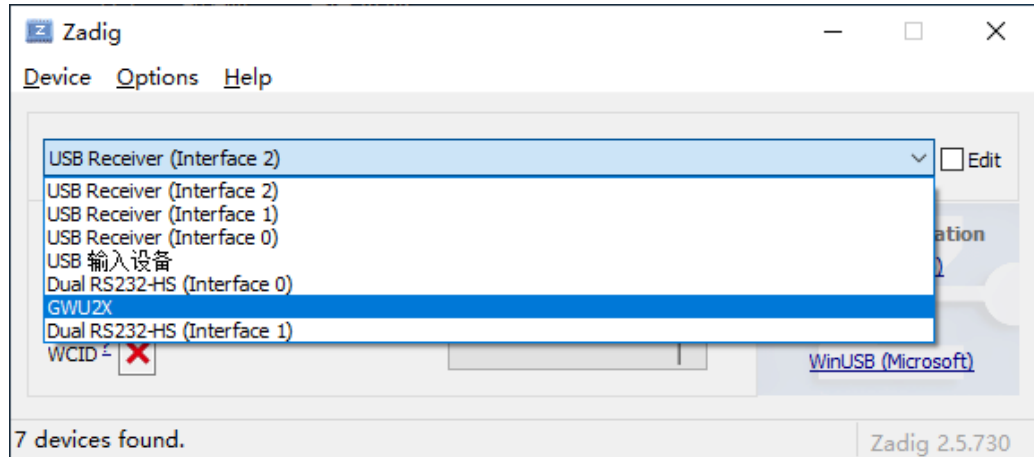 Zadig
Device Options Help
USB Receiver (Interface 2)
Edit
USB Receiver (Interface 2)
USB Receiver (Interface 1)
USB Receiver (Interface 0)
USB 输入设备
Dual RS232-HS (Interface 0)
GWU2X
Dual RS232-HS (Interface 1)
WCID ?
WinUSB (Microsoft)
7 devices found.
Zadig 2.5.730